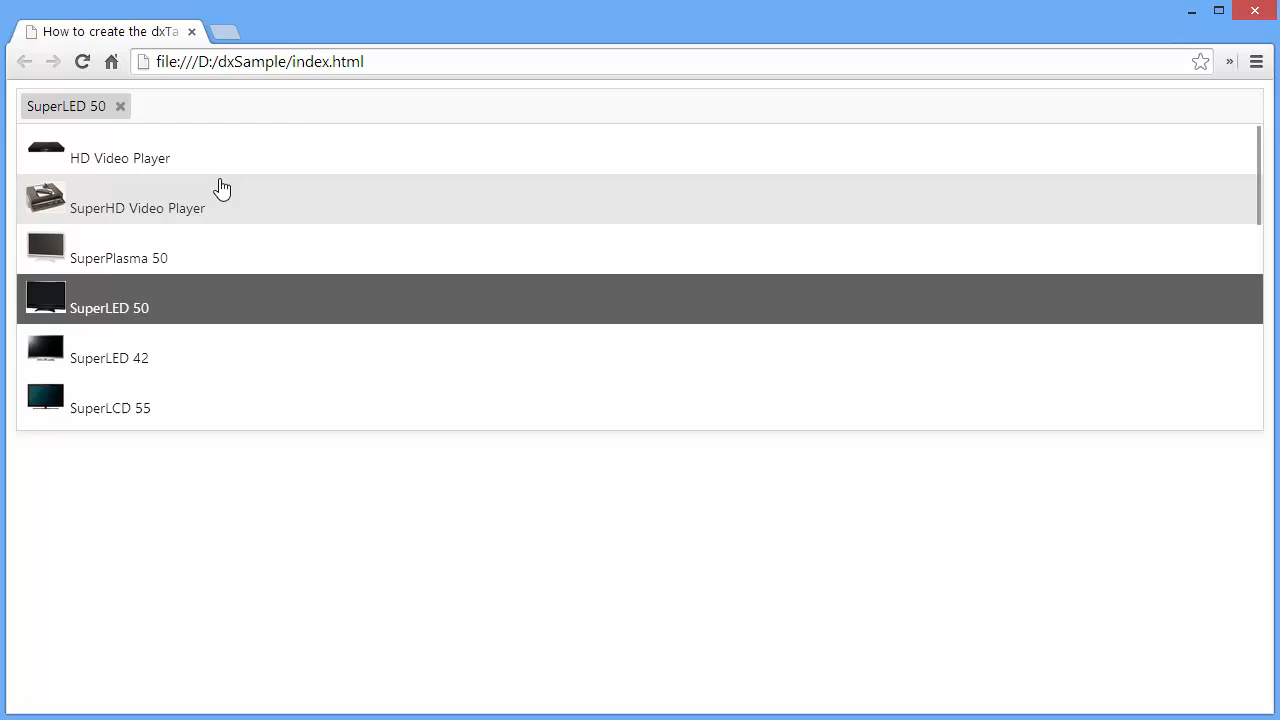 How to create the dxTa
file:///D:/dxSample/index.html
SuperLED 50
HD Video Player
SuperHD Video Player
SuperPlasma 50
SuperLED 50
SuperLED 42
SuperLCD 55